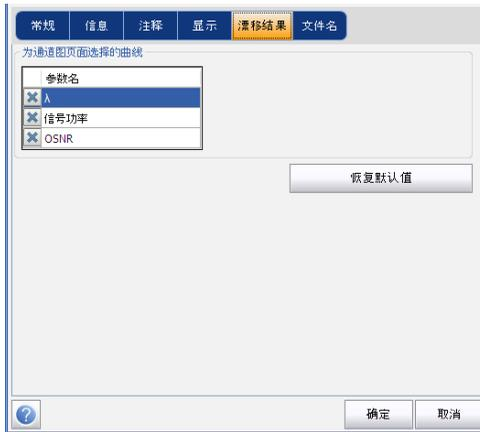 常规 信息 注释 显示 漂移结果 文件名
为通道图页面选择的曲线
参数名
λ
信号功率
OSNR
恢复默认值
? 确定 取消